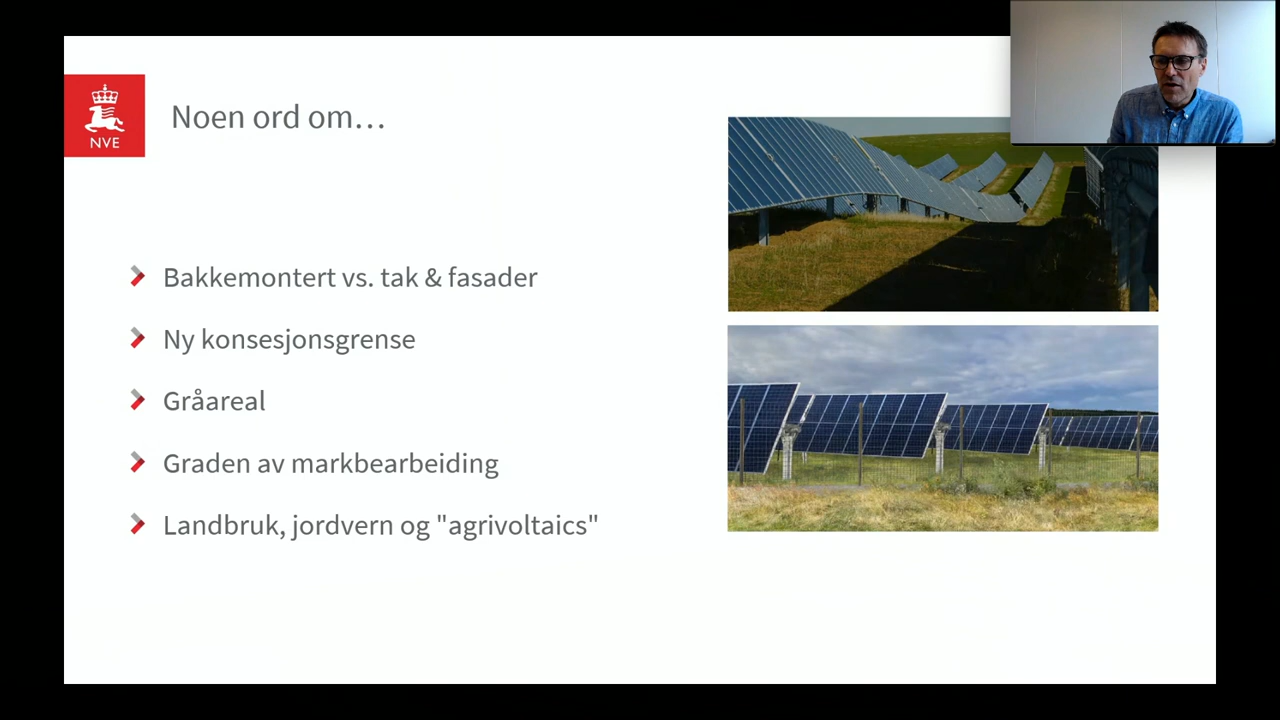 NVE
Noen ord om...
Bakkemontert vs. tak & fasader
Ny konsesjonsgrense
Gråareal
Graden av markbearbeiding
Landbruk, jordvern og "agrivoltaics"